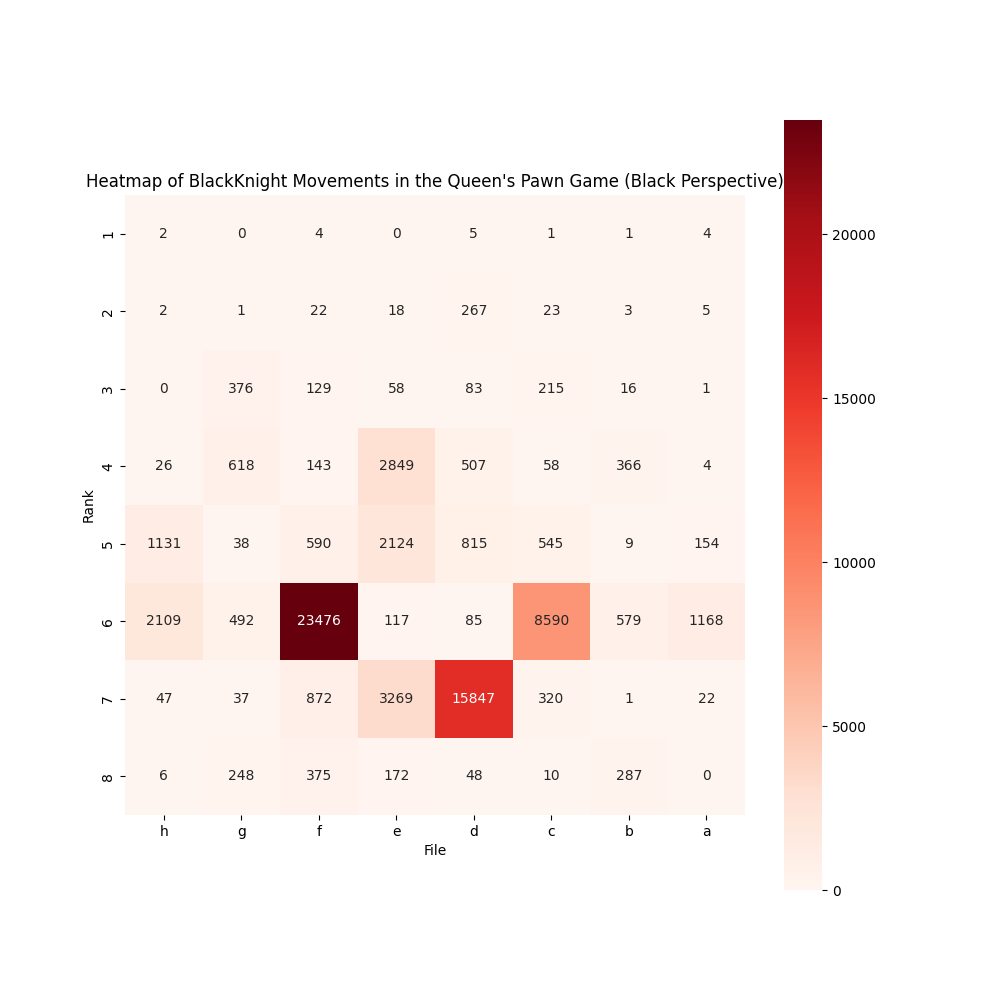 Heatmap of BlackKnight Movements in the Queen's Pawn Game (Black Perspective)
1 2 0 4 0 5 1 1 4
2 2 1 22 18 267 23 3 5
3 0 376 129 58 83 215 16 1
4 26 618 143 2849 507 58 366 4
Rank
5 1131 38 590 2124 815 545 9 154
6 2109 492 23476 117 85 8590 579 1168
7 47 37 872 3269 15847 320 1 22
8 6 248 375 172 48 10 287 0
h g f e d c b a
File
20000
15000
10000
5000
0